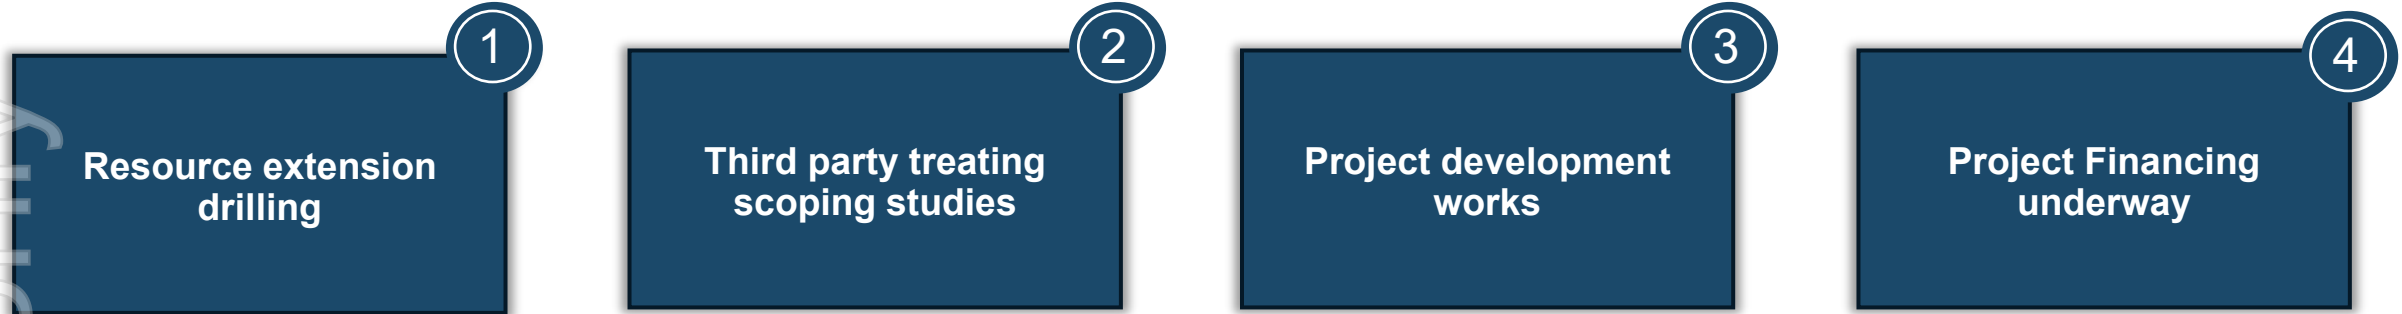 1
Resource extension
drilling
2
Third party treating
scoping studies
3
Project development
works
4
Project Financing
underway